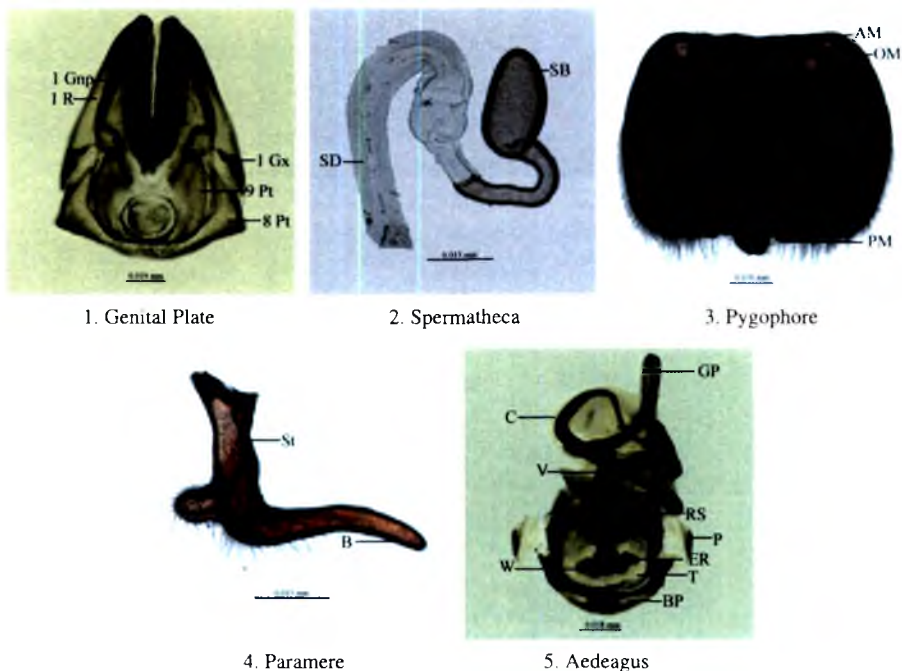 1 Gnp
1 R
1 Gx
9 Pt
8 Pt
1. Genital Plate
SD
SB
2. Spermatheca
AM
OM
PM
3. Pygophore
St
B
4. Paramere
GP
C
V
RS
P
ER
W
T
BP
5. Aedeagus